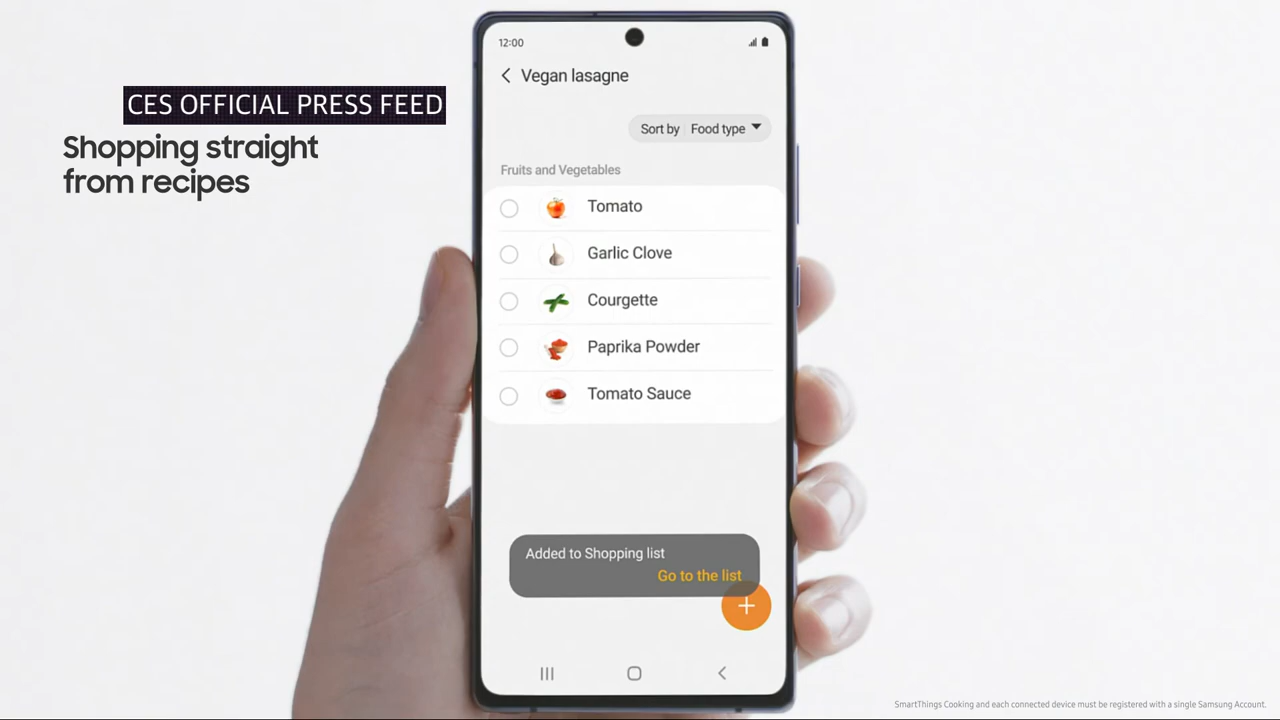 CES OFFICIAL PRESS FEED
Shopping straight
from recipes
12:00
Vegan lasagne
Sort by Food type
Fruits and Vegetables
Tomato
Garlic Clove
Courgette
Paprika Powder
Tomato Sauce
Added to Shopping list
Go to the list
SmartThings Cooking and each connected device must be registered with a single Samsung Account.